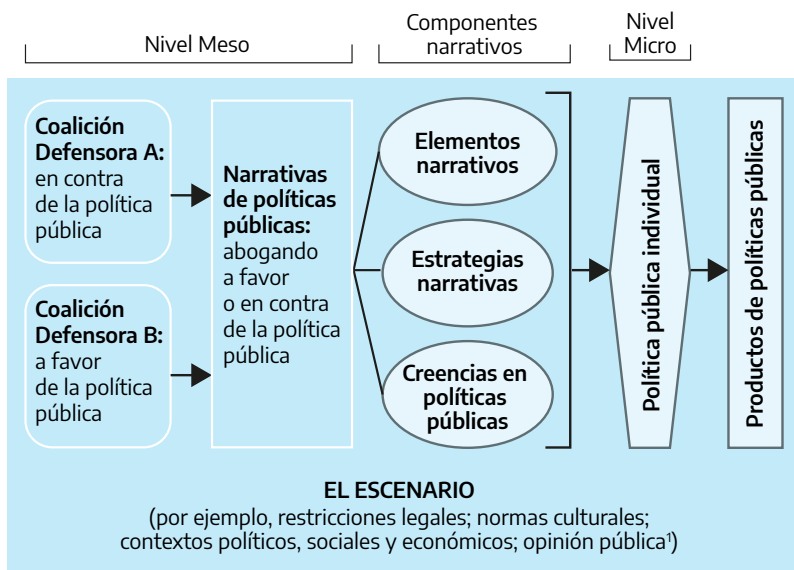 Nivel Meso
Componentes
narrativos
Nivel
Micro
Coalición
Defensora A:
en contra
de la política
pública
Coalición
Defensora B:
a favor
de la política
pública
Narrativas
de políticas
públicas:
abogando
a favor
o en contra
de la política
pública
Elementos
narrativos
Estrategias
narrativas
Creencias en
políticas
públicas
Política pública individual
Productos de políticas públicas
EL ESCENARIO
(por ejemplo, restricciones legales; normas culturales;
contextos políticos, sociales y económicos; opinión pública¹)